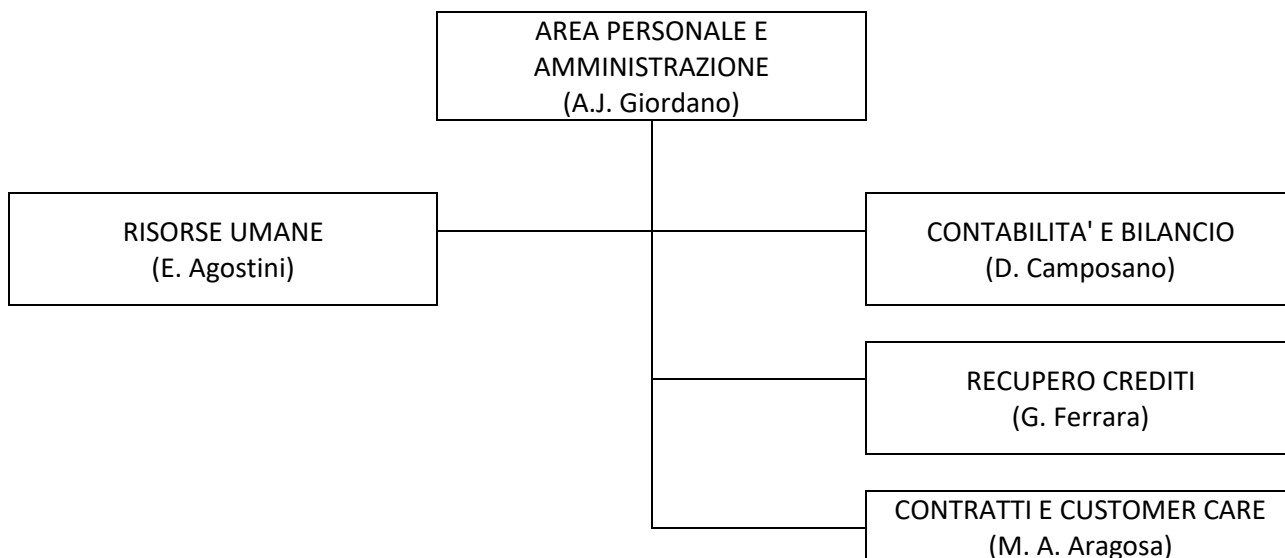 AREA PERSONALE E
AMMINISTRAZIONE
(A.J. Giordano)
RISORSE UMANE
(E. Agostini)
CONTABILITA' E BILANCIO
(D. Camposano)
RECUPERO CREDITI
(G. Ferrara)
CONTRATTI E CUSTOMER CARE
(M. A. Aragosa)